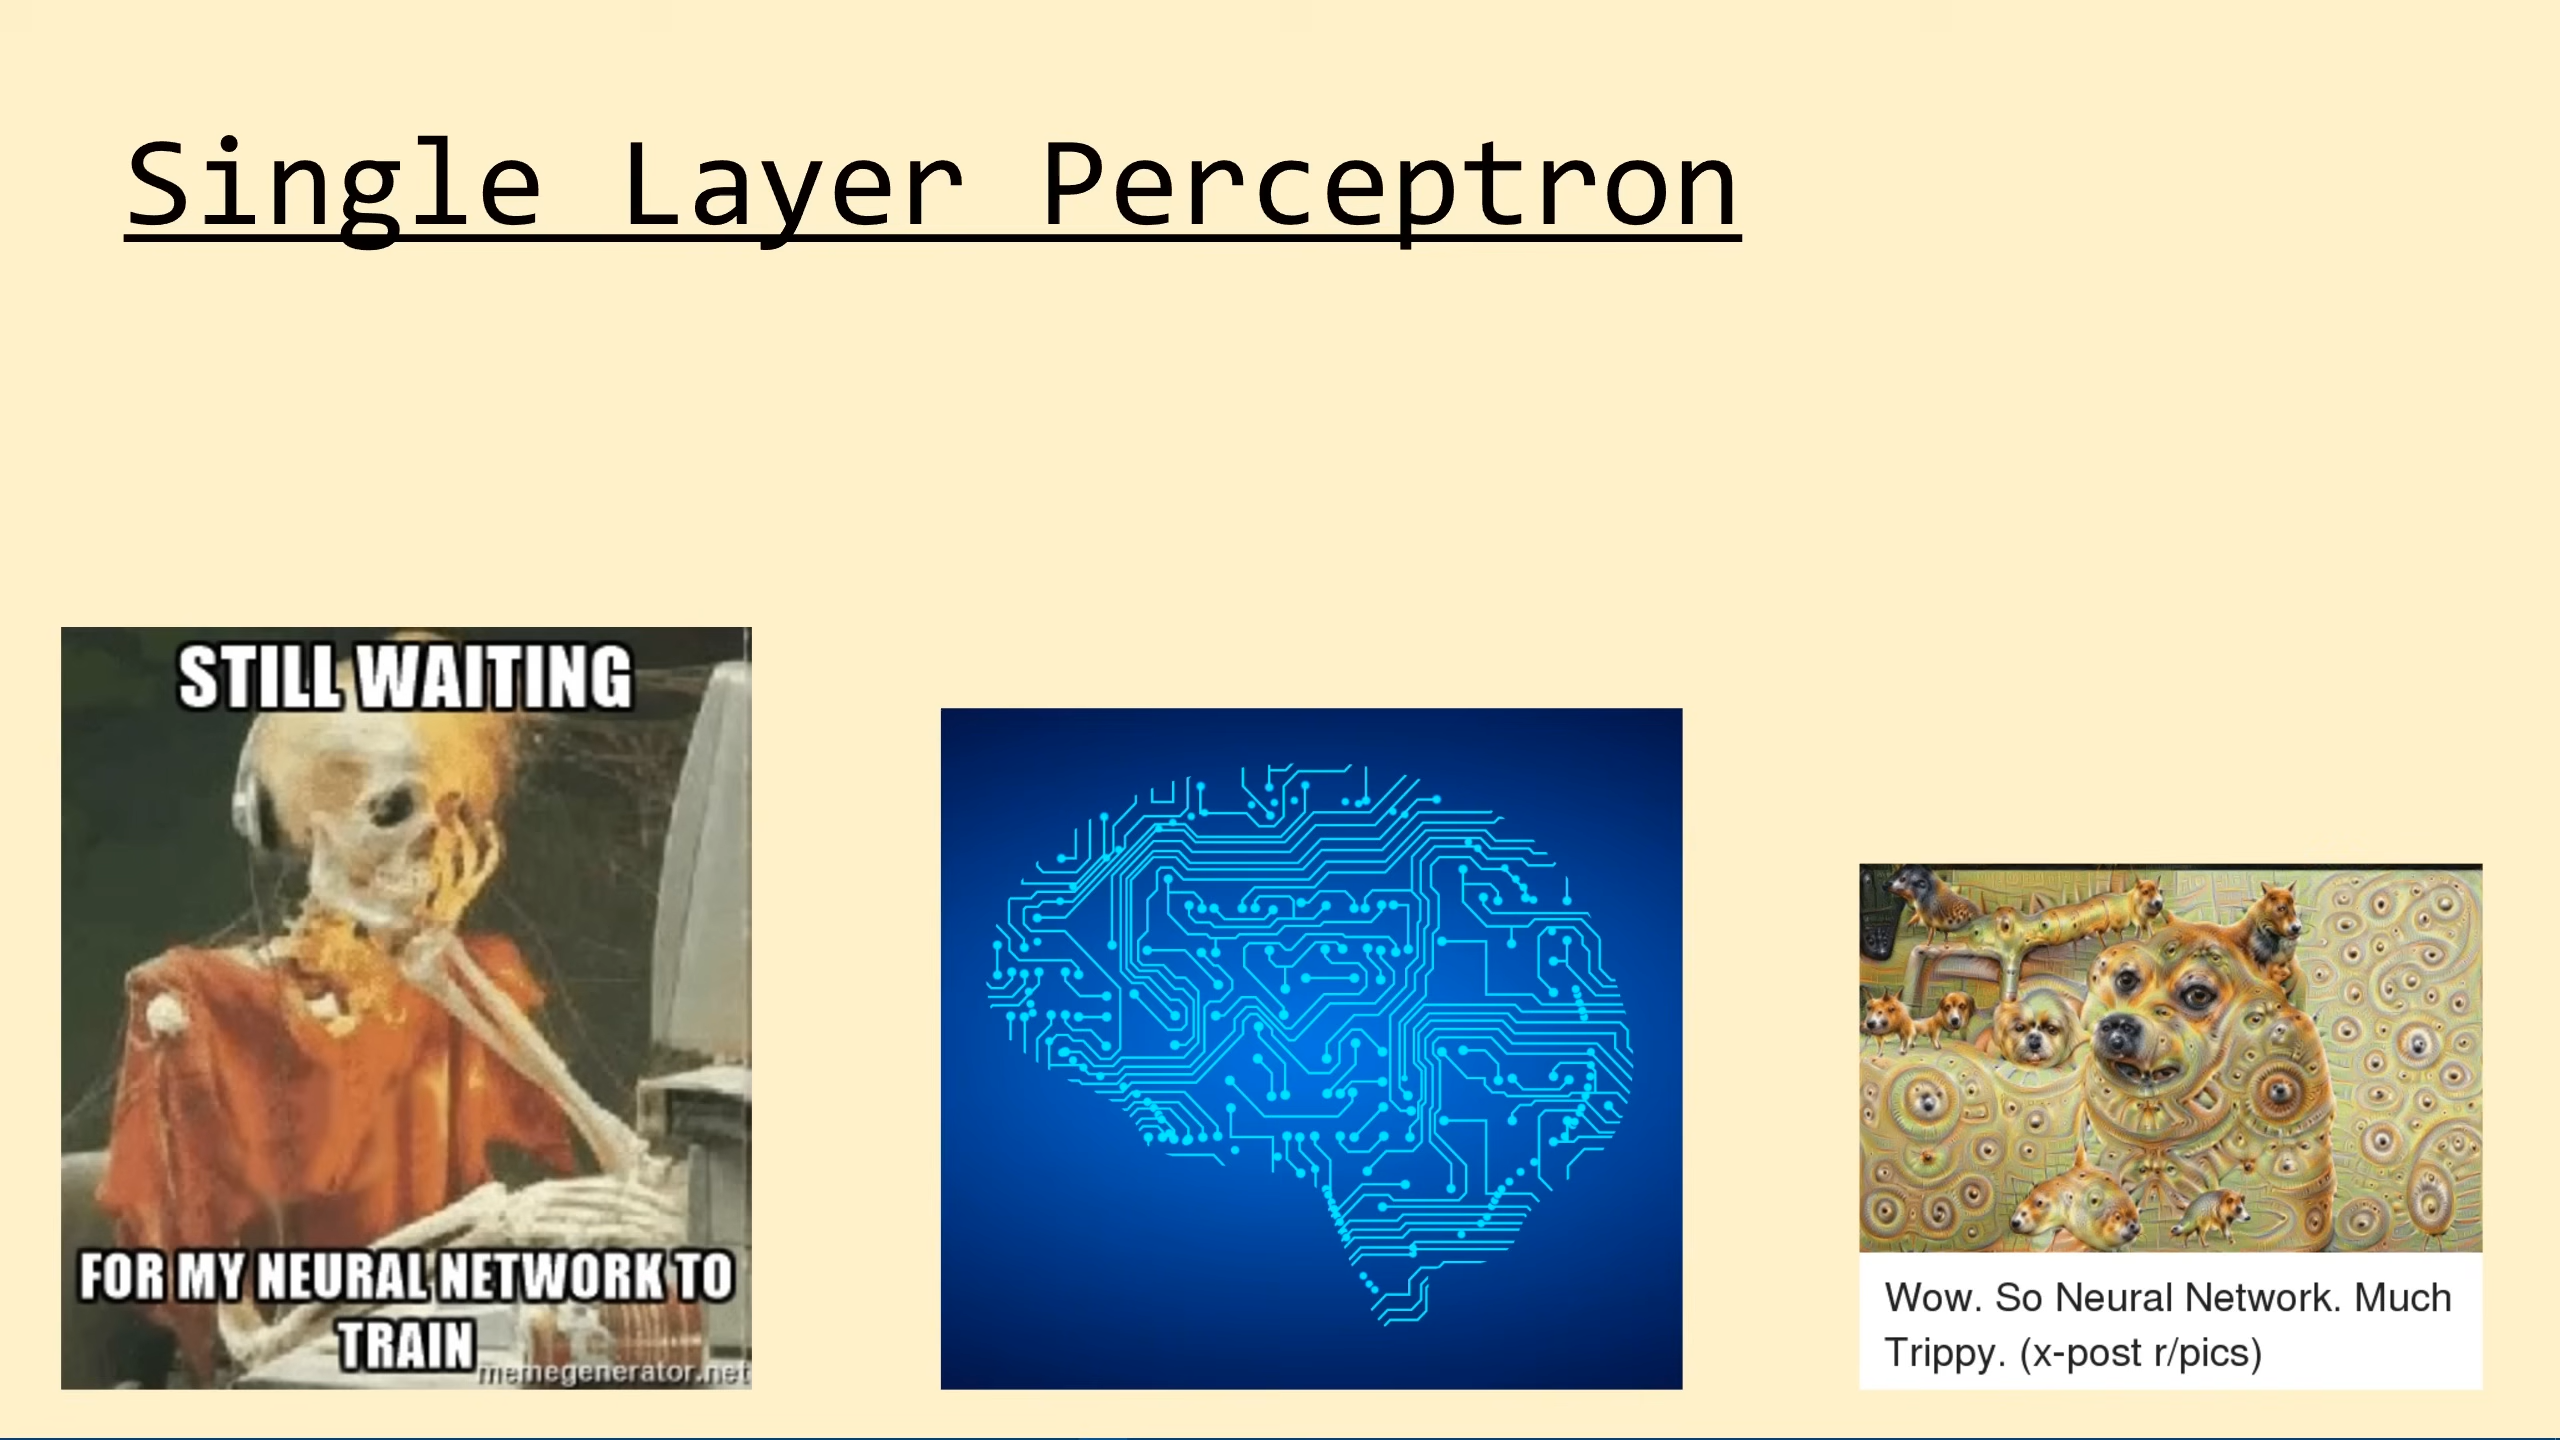 Single Layer Perceptron
STILL WAITING
FOR MY NEURAL NETWORK TO
TRAIN
memegenerator.net
Wow. So Neural Network. Much
Trippy. (x-post r/pics)